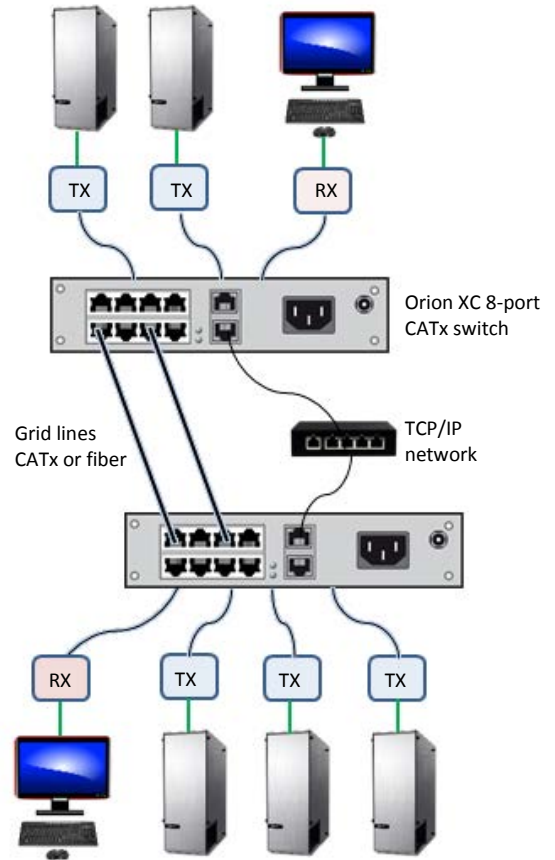 TX
TX
RX
Orion XC 8-port
CATx switch
Grid lines
CATx or fiber
TCP/IP
network
RX
TX
TX
TX